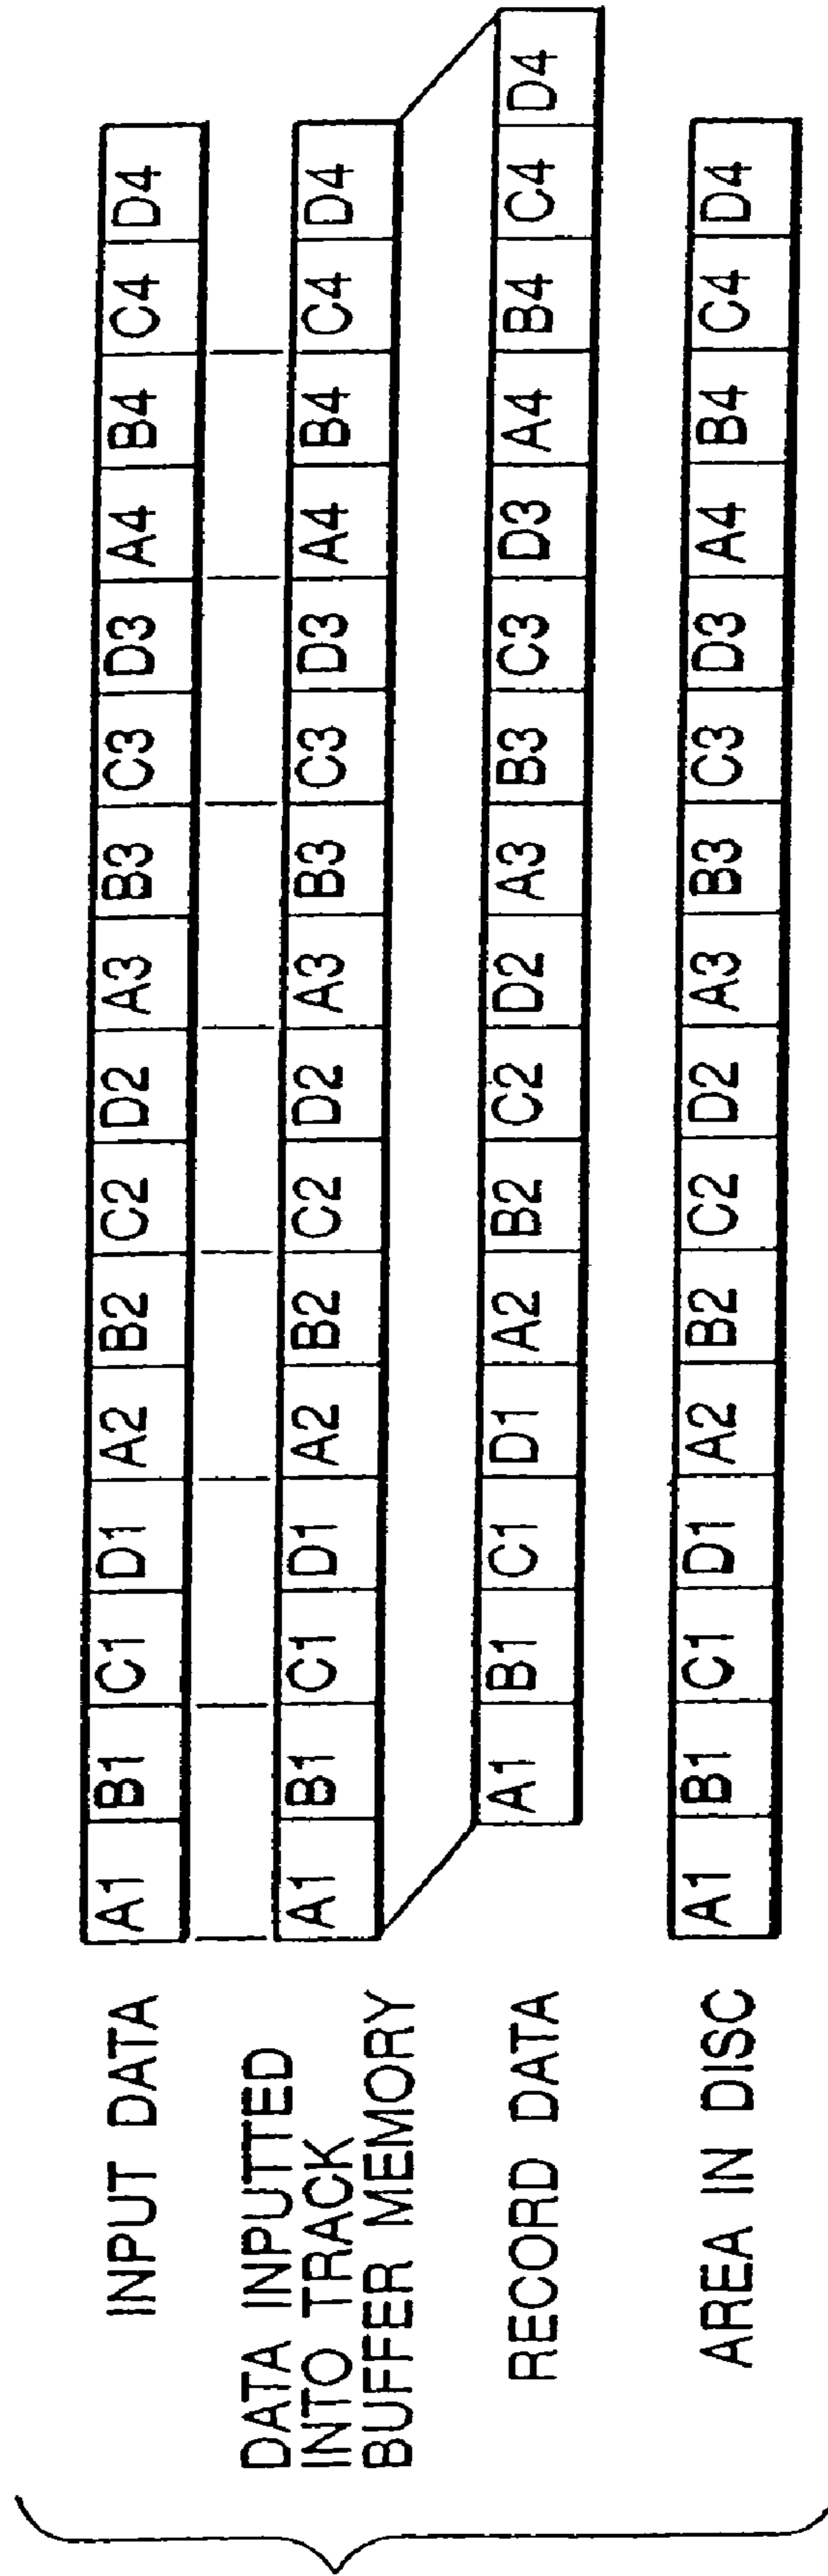 INPUT DATA
A1 B1 C1 D1 A2 B2 C2 D2 A3 B3 C3 D3 A4 B4 C4 D4
DATA INPUTTED
INTO TRACK
BUFFER MEMORY
A1 B1 C1 D1 A2 B2 C2 D2 A3 B3 C3 D3 A4 B4 C4 D4
RECORD DATA
A1 B1 C1 D1 A2 B2 C2 D2 A3 B3 C3 D3 A4 B4 C4 D4
AREA IN DISC
A1 B1 C1 D1 A2 B2 C2 D2 A3 B3 C3 D3 A4 B4 C4 D4